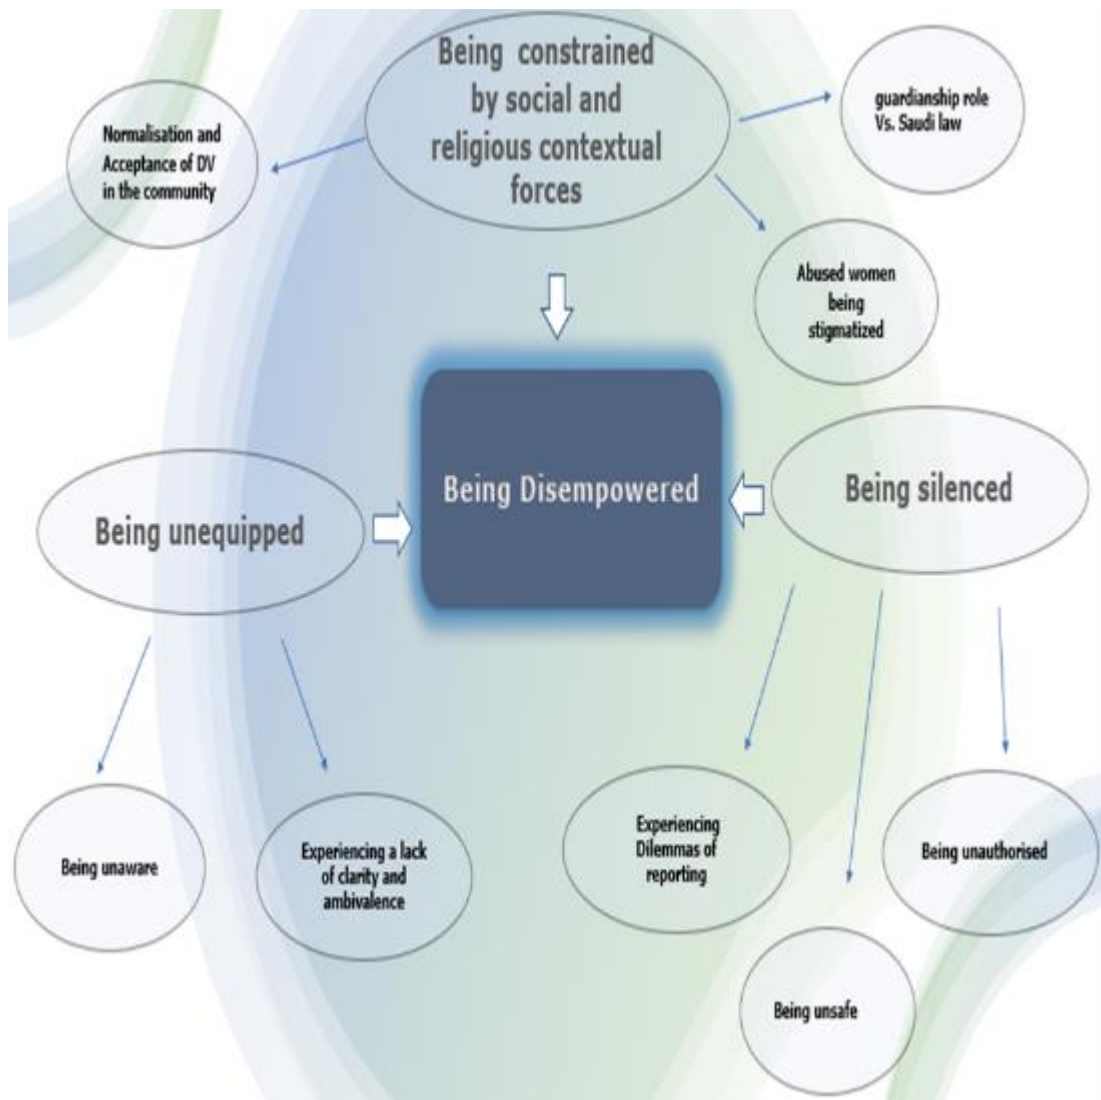 Being constrained
by social and
religious contextual
forces
guardianship role
Vs. Saudi law
Normalisation and
Acceptance of DV
in the community
Abused women
being
stigmatized
Being Disempowered
Being silenced
Being unequipped
Experiencing
Dilemmas of
reporting
Being unauthorised
Being unaware
Experiencing a lack
of clarity and
ambivalence
Being unsafe